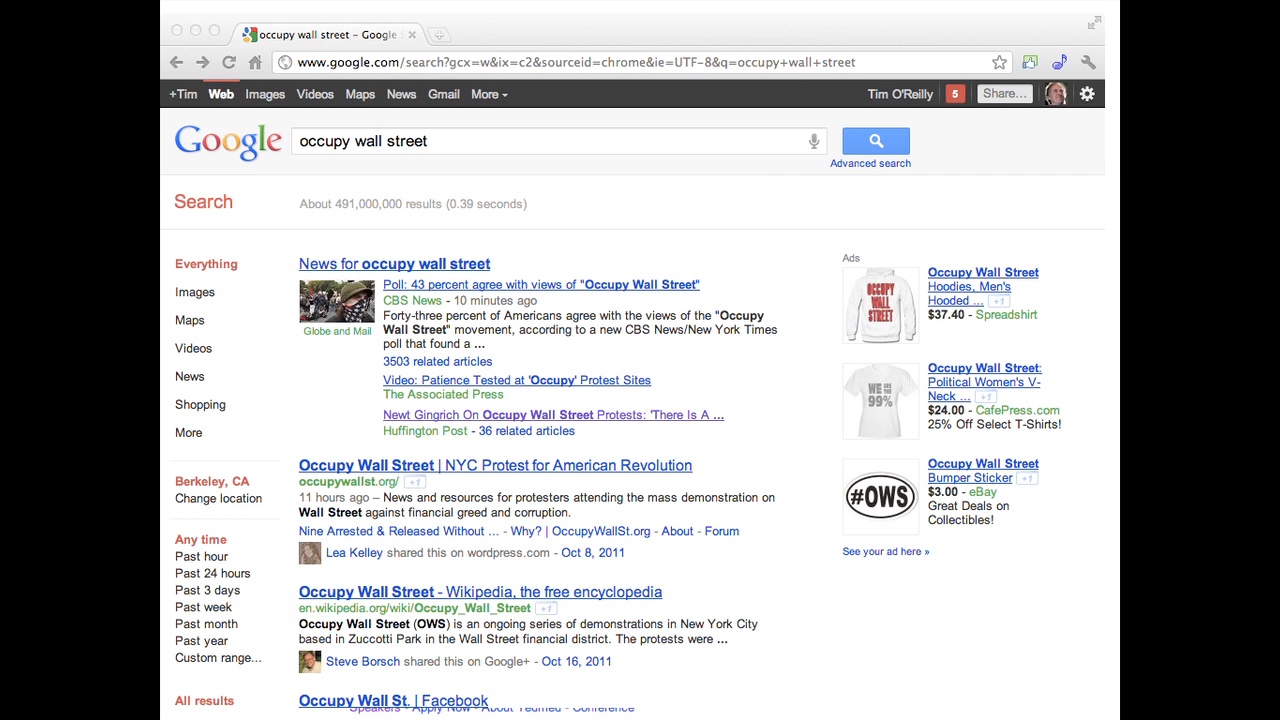 occupy wall street – Google
www.google.com/search?gcx=w&ix=c2&sourceid=chrome&ie=UTF-8&q=occupy+wall+street
+Tim Web Images Videos Maps News Gmail More Tim O'Reilly 5 Share...
Google occupy wall street
Advanced search
Search About 491,000,000 results (0.39 seconds)
Everything
Images
Maps
Videos
News
Shopping
More
Berkeley, CA
Change location
Any time
Past hour
Past 24 hours
Past 3 days
Past week
Past month
Past year
Custom range...
All results
News for occupy wall street
Globe and Mail
Poll: 43 percent agree with views of "Occupy Wall Street"
CBS News - 10 minutes ago
Forty-three percent of Americans agree with the views of the "Occupy
Wall Street" movement, according to a new CBS News/New York Times
poll that found a ...
3503 related articles
Video: Patience Tested at 'Occupy' Protest Sites
The Associated Press
Newt Gingrich On Occupy Wall Street Protests: 'There Is A ...
Huffington Post - 36 related articles
Occupy Wall Street | NYC Protest for American Revolution
occupywallst.org/ +1
11 hours ago – News and resources for protesters attending the mass demonstration on
Wall Street against financial greed and corruption.
Nine Arrested & Released Without ... - Why? | OccupyWallSt.org - About - Forum
Lea Kelley shared this on wordpress.com - Oct 8, 2011
Occupy Wall Street - Wikipedia, the free encyclopedia
en.wikipedia.org/wiki/Occupy_Wall_Street +1
Occupy Wall Street (OWS) is an ongoing series of demonstrations in New York City
based in Zuccotti Park in the Wall Street financial district. The protests were ...
Steve Borsch shared this on Google+ - Oct 16, 2011
Occupy Wall St. | Facebook
Speakers - Apply Now - About Tedmed - Conference
Ads
OCCUPY
WALL
STREET
Occupy Wall Street
Hoodies, Men's
Hooded ... +1
$37.40 - Spreadshirt
WE ARE THE
99%
Occupy Wall Street:
Political Women's V-
Neck ... +1
$24.00 - CafePress.com
25% Off Select T-Shirts!
#OWS
Occupy Wall Street
Bumper Sticker +1
$3.00 - eBay
Great Deals on
Collectibles!
See your ad here »